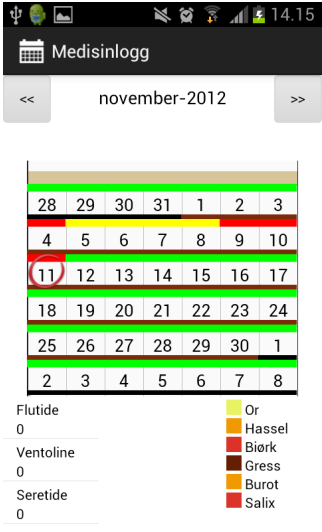 14.15
Medisinlogg
<< november-2012 >>
28 29 30 31 1 2 3
4 5 6 7 8 9 10
11 12 13 14 15 16 17
18 19 20 21 22 23 24
25 26 27 28 29 30 1
2 3 4 5 6 7 8
Flutide
0
Ventoline
0
Seretide
0
Or
Hassel
Biørk
Gress
Burot
Salix